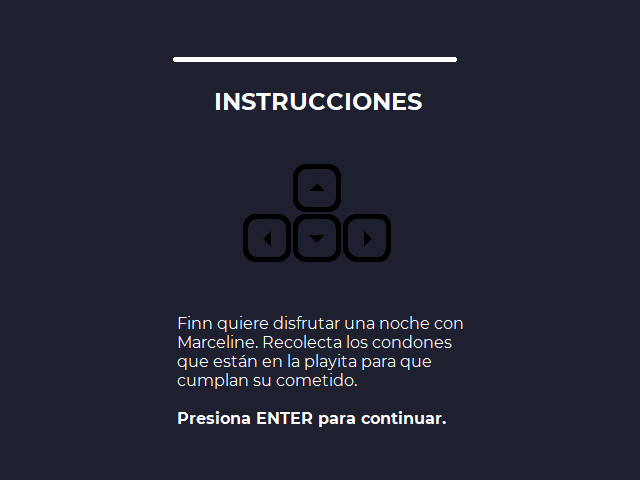 INSTRUCCIONES
Finn quiere disfrutar una noche con
Marceline. Recolecta los condones
que están en la playita para que
cumplan su cometido.
Presiona ENTER para continuar.